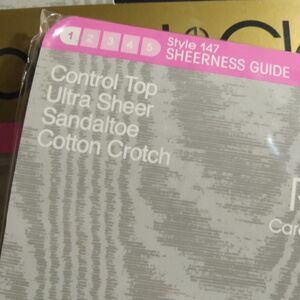 1 2 3 4 5 Style 147
SHEERNESS GUIDE
Control Top
Ultra Sheer
Sandaltoe
Cotton Crotch